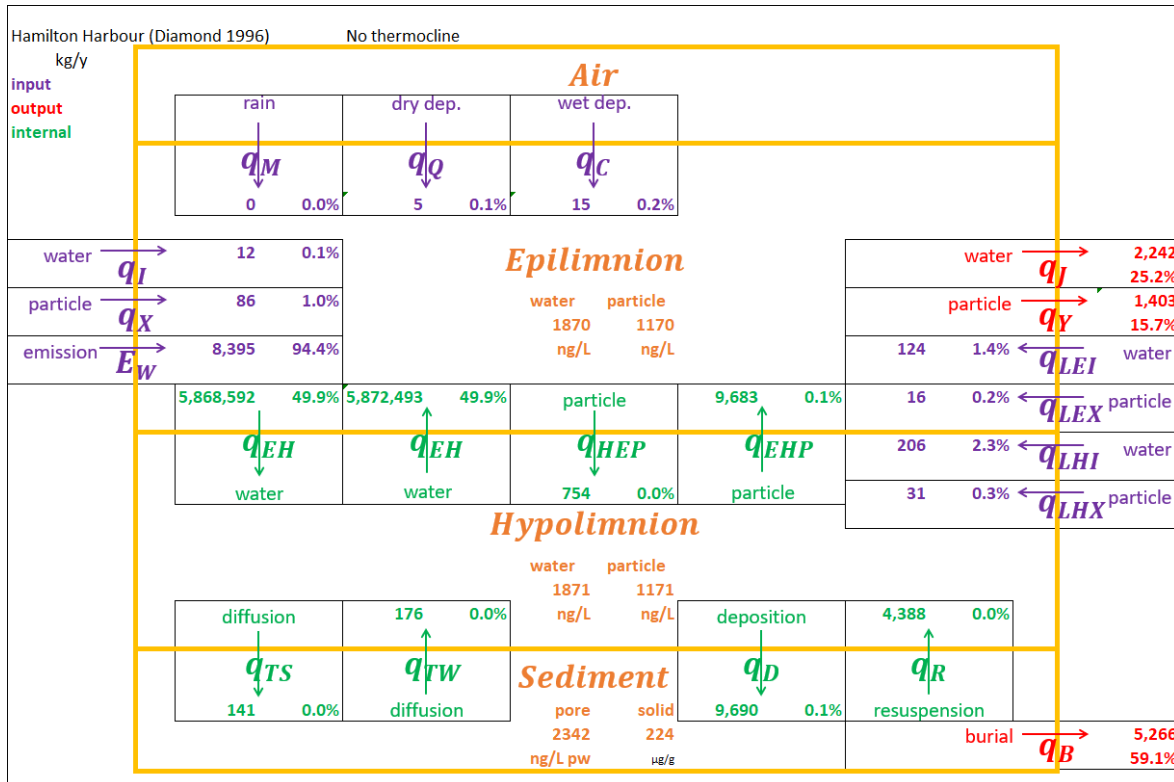 Hamilton Harbour (Diamond 1996) No thermocline
kg/y
input
output
internal
Air
rain dry dep. wet dep.
qM qQ qC
0 0.0% 5 0.1% 15 0.2%
water 12 0.1%
qI
particle 86 1.0%
qX
emission 8,395 94.4%
EW
Epilimnion
water particle
1870 1170
ng/L ng/L
water 2,242
qJ 25.2%
particle 1,403
qY 15.7%
124 1.4% qLEI water
16 0.2% qLEX particle
206 2.3% qLHI water
31 0.3% qLHX particle
5,868,592 49.9% 5,872,493 49.9% particle 9,683 0.1%
qEH qEH qHEP qEHP
water water 754 0.0% particle
Hypolimnion
water particle
1871 1171
ng/L ng/L
diffusion 176 0.0% deposition 4,388 0.0%
qTS qTW qD qR
141 0.0% diffusion 9,690 0.1% resuspension
Sediment
pore solid
2342 224
ng/L pw µg/g
burial 5,266
qB 59.1%